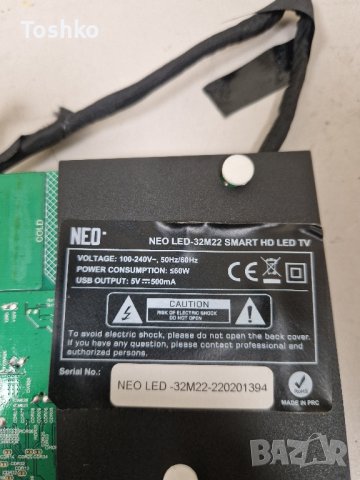 Toshko
COLD
NEO
NEO LED-32M22 SMART HD LED TV
VOLTAGE: 100-240V~, 50Hz/60Hz
POWER CONSUMPTION: ≤60W
USB OUTPUT: 5V⎓500mA
CE
CAUTION
RISK OF ELECTRIC SHOCK
DO NOT OPEN
To avoid electric shock, please do not open the back cover.
If you have any question, please contact professional and
authorized persons.
Serial No.:
NEO LED -32M22-220201394
MADE IN PRC
BAZAR